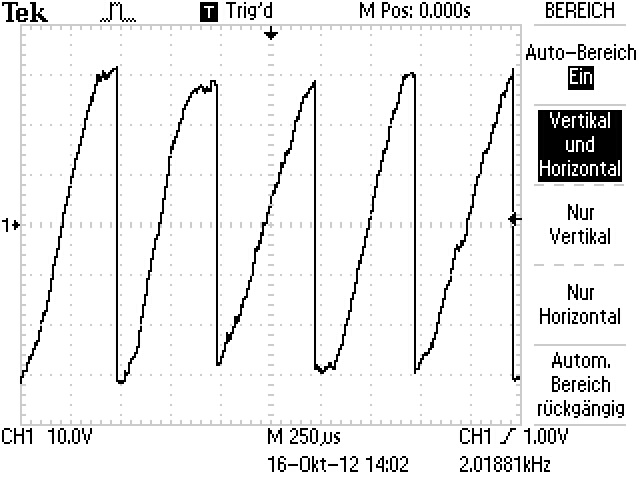 Tek T Trig'd M Pos: 0.000s BEREICH
Auto-Bereich
Ein
Vertikal
und
Horizontal
1
Nur
Vertikal
Nur
Horizontal
Autom.
Bereich
rückgängig
CH1 10.0V M 250µs CH1 1.00V
16-Okt-12 14:02 2.01881kHz